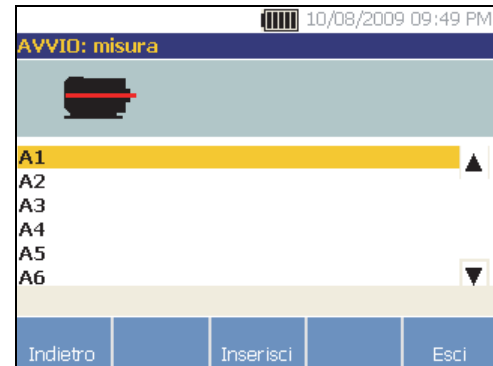 10/08/2009 09:49 PM
AVVIO: misura
A1
A2
A3
A4
A5
A6
Indietro Inserisci Esci